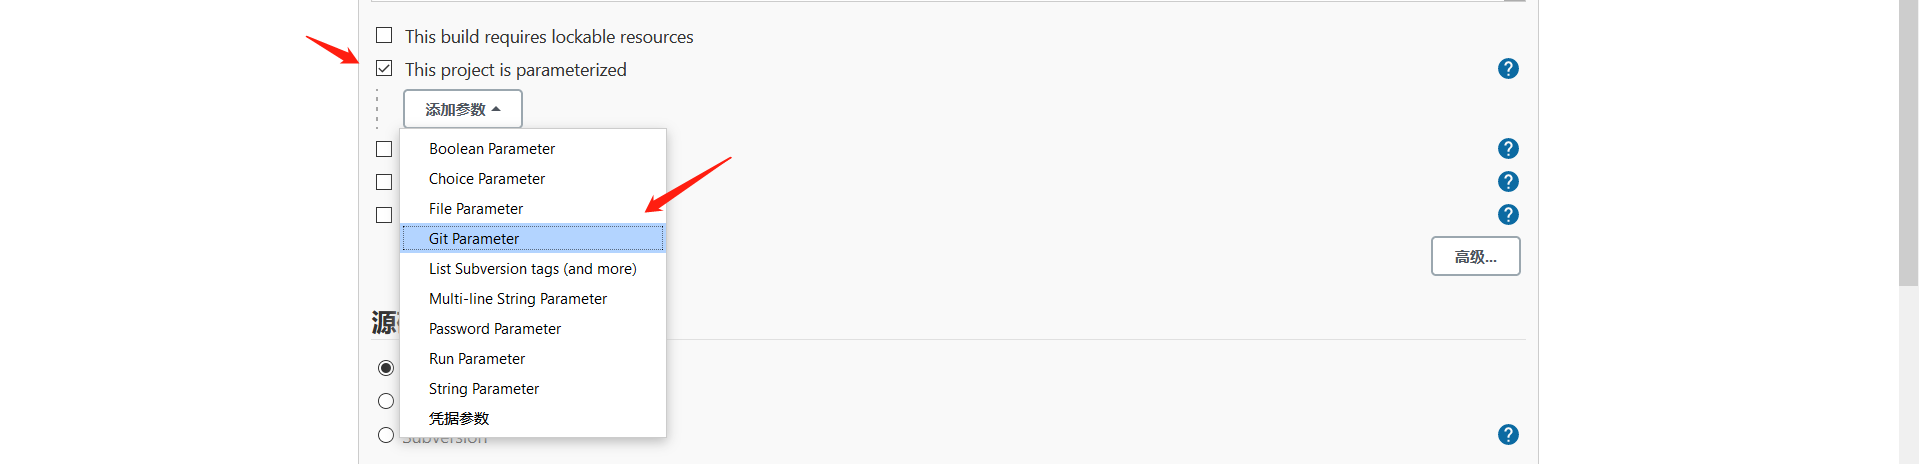 This build requires lockable resources
This project is parameterized
添加参数
Boolean Parameter
Choice Parameter
File Parameter
Git Parameter
List Subversion tags (and more)
高级...
Multi-line String Parameter
源
Password Parameter
Run Parameter
String Parameter
凭据参数
Subversion